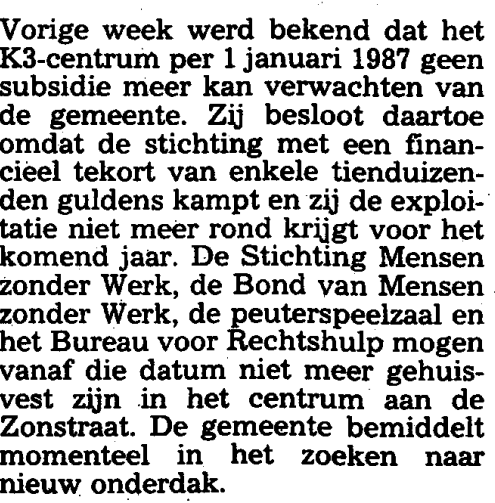 Vorige week werd bekend dat het
K3-centrum per 1 januari 1987 geen
subsidie meer kan verwachten van
de gemeente. Zij besloot daartoe
omdat de stichting met een finan-
cieel tekort van enkele tienduizen-
den guldens kampt en zij de exploi-
tatie niet meer rond krijgt voor het
komend jaar. De Stichting Mensen
zonder Werk, de Bond van Mensen
zonder Werk, de peuterspeelzaal en
het Bureau voor Rechtshulp mogen
vanaf die datum niet meer gehuis-
vest zijn in het centrum aan de
Zonstraat. De gemeente bemiddelt
momenteel in het zoeken naar
nieuw onderdak.